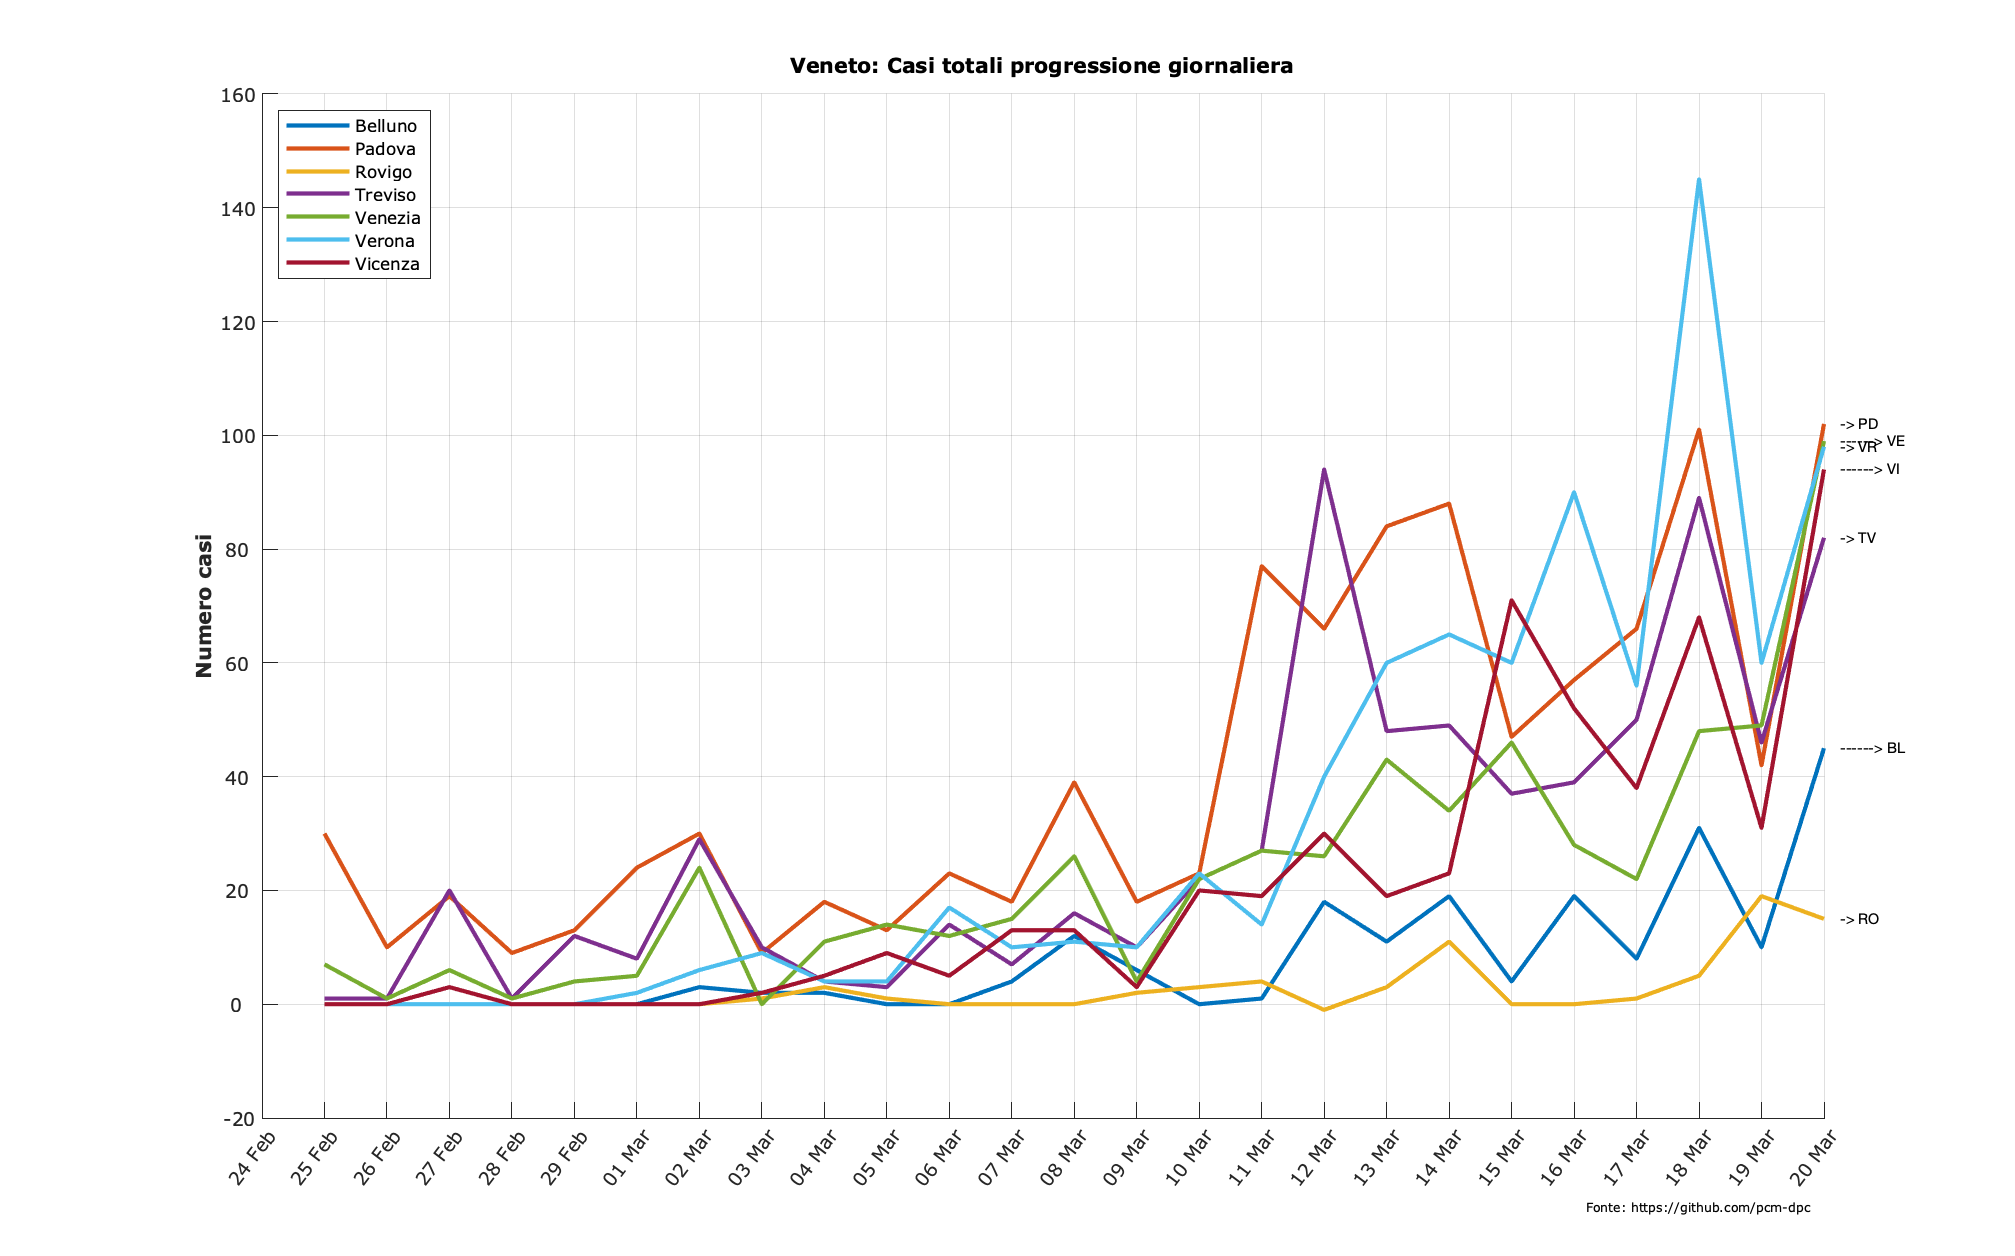 Veneto: Casi totali progressione giornaliera
Numero casi
160
140
120
100
80
60
40
20
0
-20
Belluno
Padova
Rovigo
Treviso
Venezia
Verona
Vicenza
-> PD
------> VE
-> VR
------> VI
-> TV
------> BL
-> RO
24 Feb
25 Feb
26 Feb
27 Feb
28 Feb
29 Feb
01 Mar
02 Mar
03 Mar
04 Mar
05 Mar
06 Mar
07 Mar
08 Mar
09 Mar
10 Mar
11 Mar
12 Mar
13 Mar
14 Mar
15 Mar
16 Mar
17 Mar
18 Mar
19 Mar
20 Mar
Fonte: https://github.com/pcm-dpc